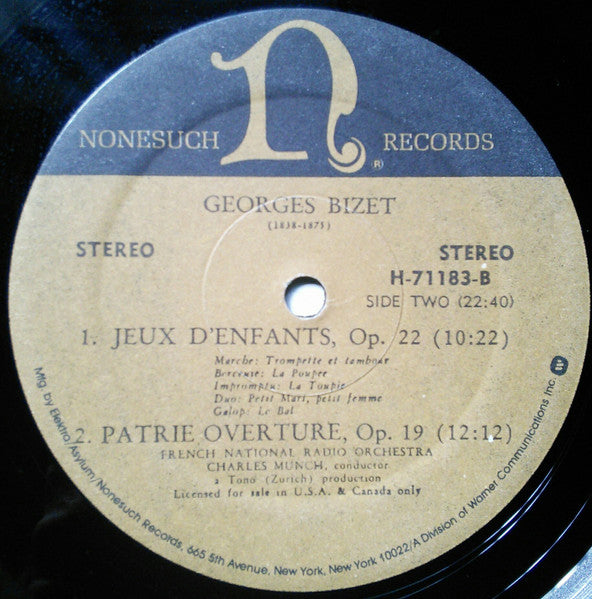 n
®
NONESUCH RECORDS
GEORGES BIZET
(1838-1875)
STEREO STEREO
H-71183-B
SIDE TWO (22:40)
1. JEUX D'ENFANTS, Op. 22 (10:22)
Marche: Trompette et tambour
Berceuse: La Poupee
Impromptu: La Toupie
Duo: Petit Mari, petit femme
Galop: Le Bal
2. PATRIE OVERTURE, Op. 19 (12:12)
FRENCH NATIONAL RADIO ORCHESTRA
CHARLES MUNCH, conductor
a Tono (Zurich) production
Licensed for sale in U.S.A. & Canada only
Mfg. by Elektra/Asylum/Nonesuch Records, 665 5th Avenue, New York, New York 10022/A Division of Warner Communications Inc.